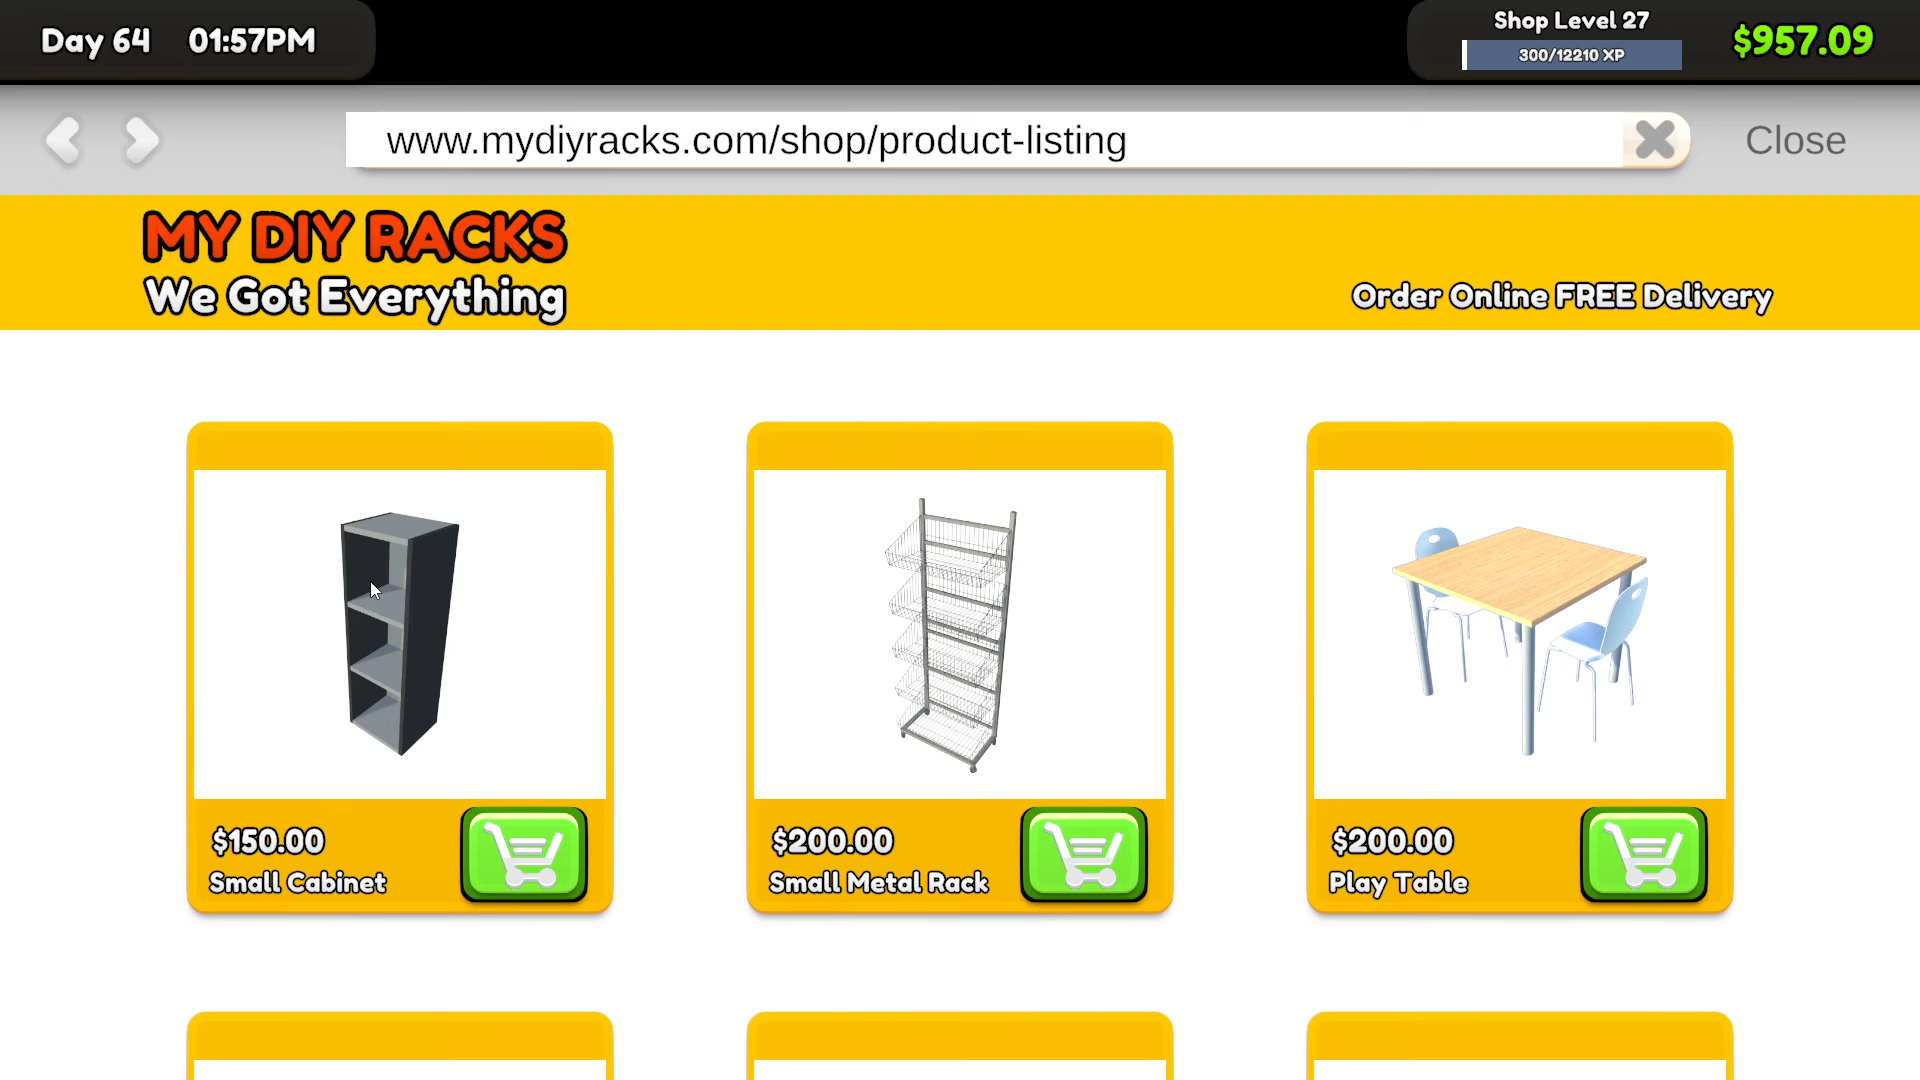 Day 64 01:57PM
Shop Level 27
300/12210 XP
$957.09
www.mydiyracks.com/shop/product-listing
Close
MY DIY RACKS
We Got Everything
Order Online FREE Delivery
$150.00
Small Cabinet
$200.00
Small Metal Rack
$200.00
Play Table